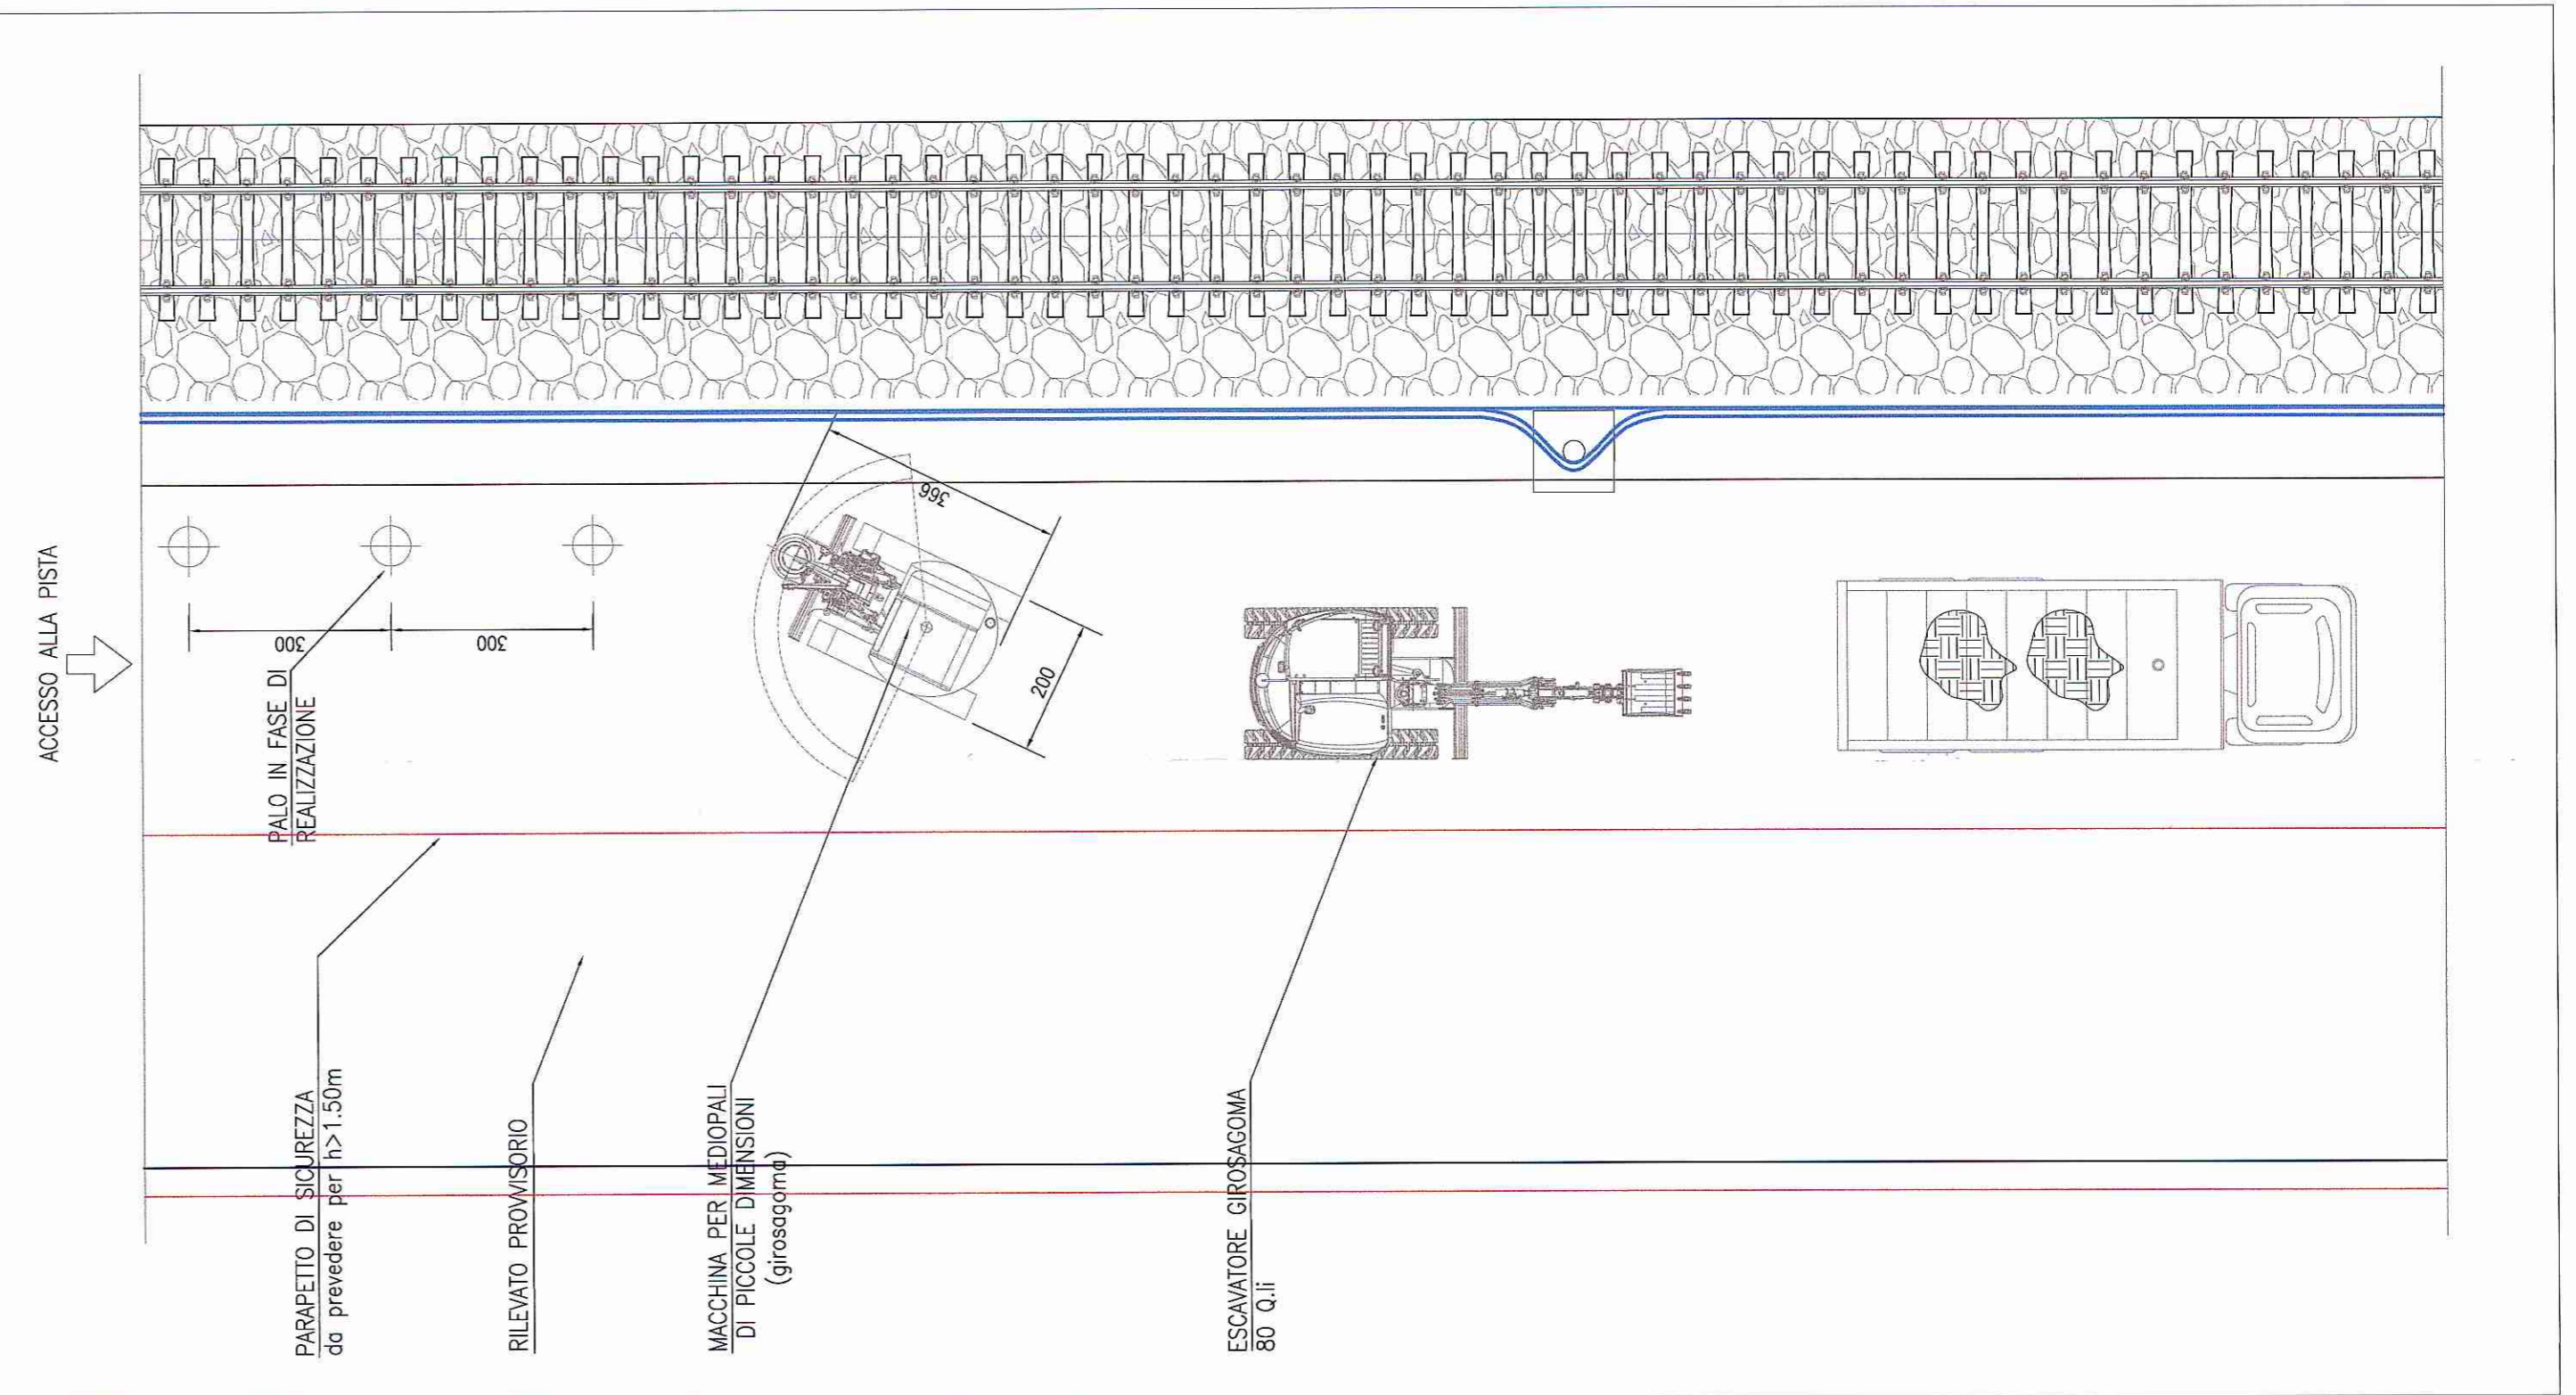 ACCESSO ALLA PISTA
PALO IN FASE DI
REALIZZAZIONE
300
300
366
200
PARAPETTO DI SICUREZZA
da prevedere per h>1.50m
RILEVATO PROVVISORIO
MACCHINA PER MEDIOPALI
DI PICCOLE DIMENSIONI
(girosagoma)
ESCAVATORE GIROSAGOMA
80 Q.li